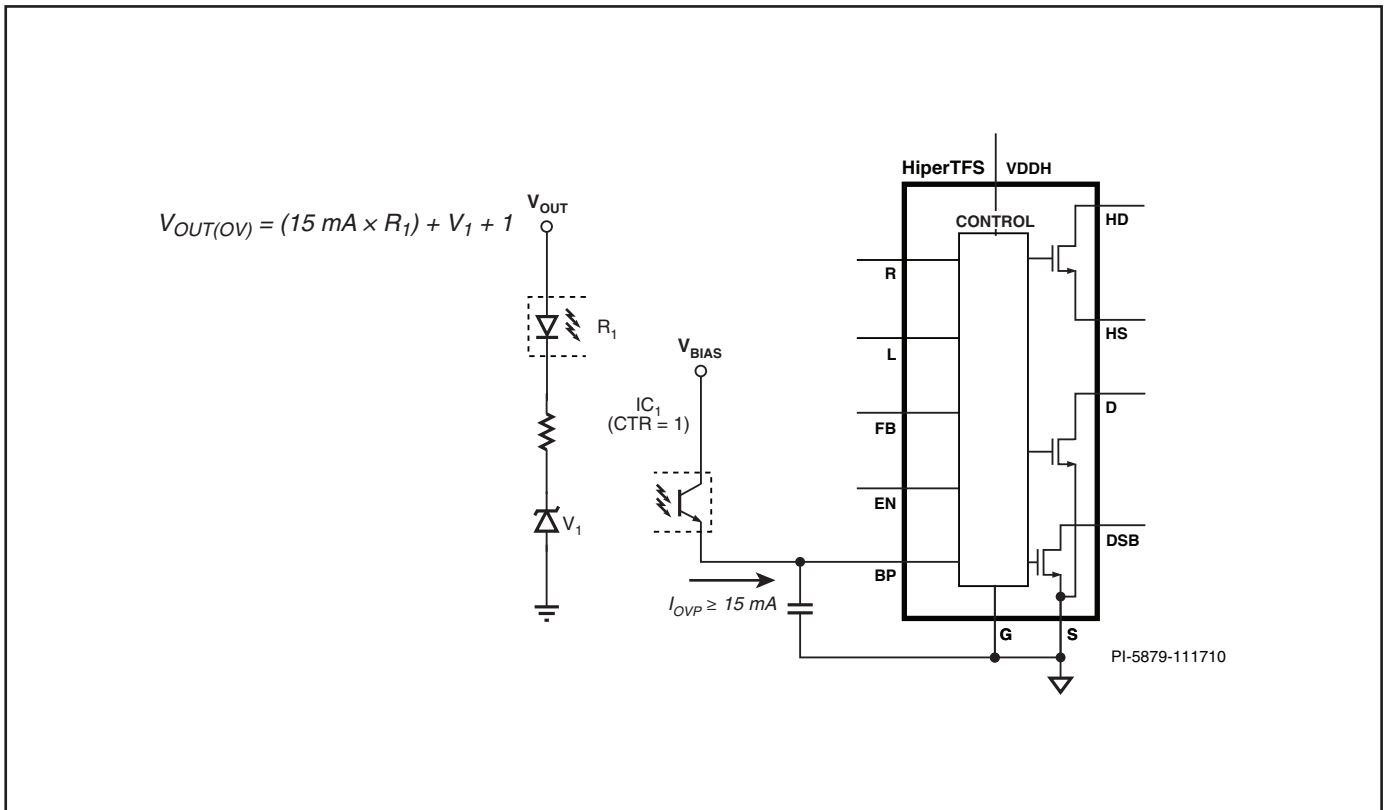 HiperTFS VDDH
V_OUT(OV) = (15 mA × R_1) + V_1 + 1
V_OUT
CONTROL
HD
R
R_1
HS
L
V_BIAS
D
IC_1
(CTR = 1)
FB
EN
V_1
DSB
BP
I_OVP ≥ 15 mA
G
S
PI-5879-111710